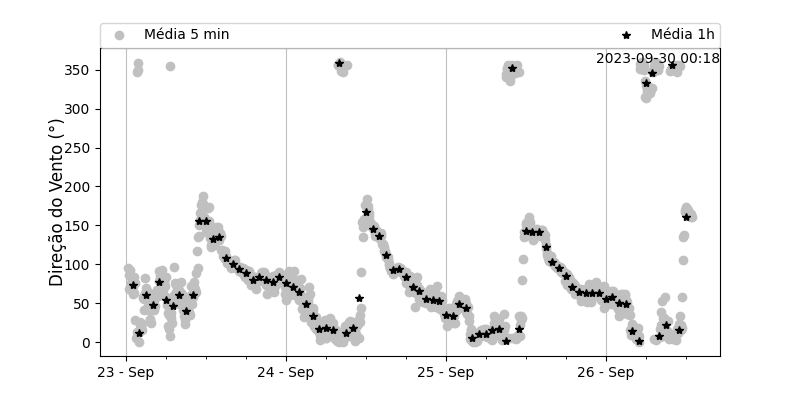 Média 5 min
Média 1h
2023-09-30 00:18
Direção do Vento (°)
350
300
250
200
150
100
50
0
23 - Sep
24 - Sep
25 - Sep
26 - Sep